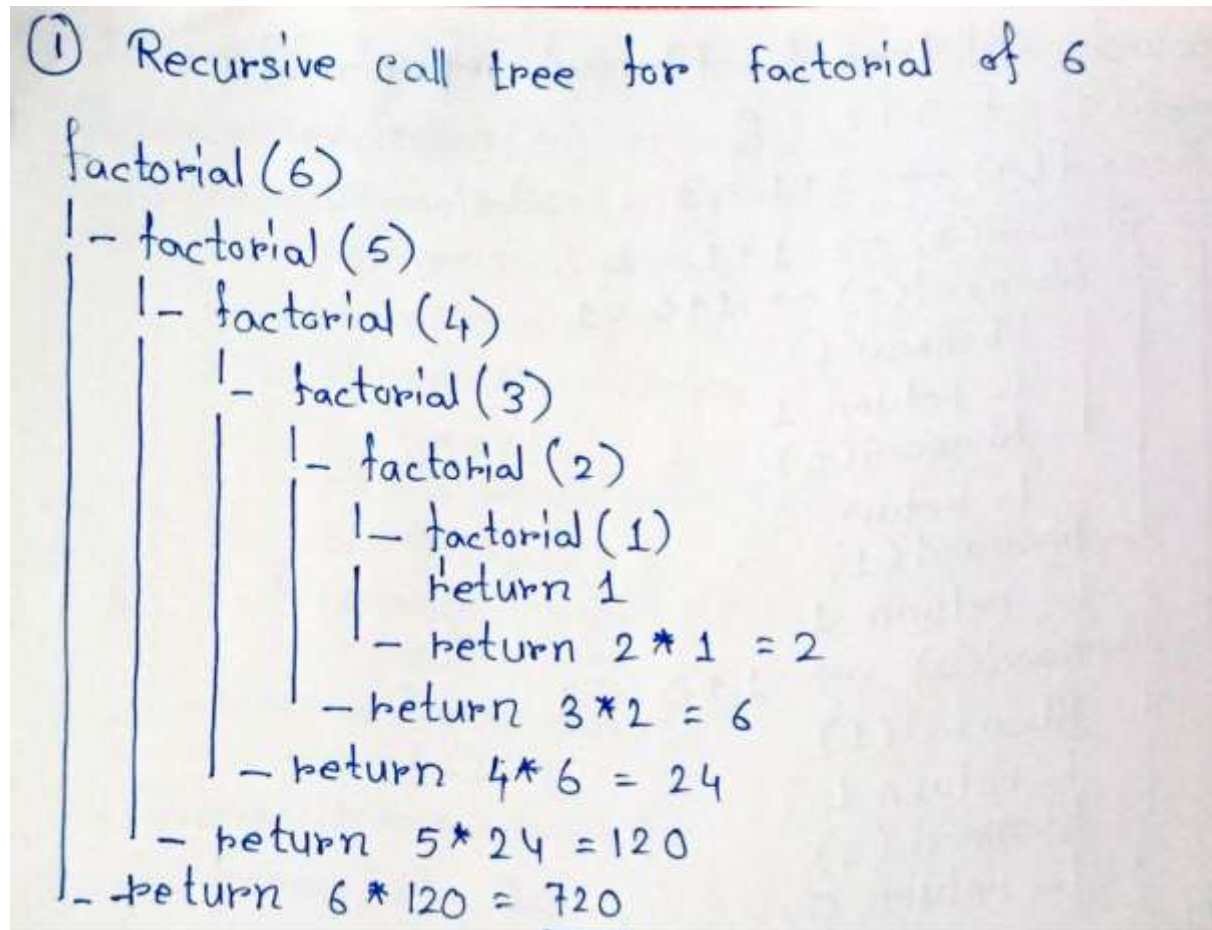 ① Recursive call tree for factorial of 6
factorial (6)
|- factorial (5)
|- factorial (4)
|- factorial (3)
|- factorial (2)
|- factorial (1)
return 1
- return 2 * 1 = 2
- return 3 * 2 = 6
- return 4 * 6 = 24
- return 5 * 24 = 120
- return 6 * 120 = 720